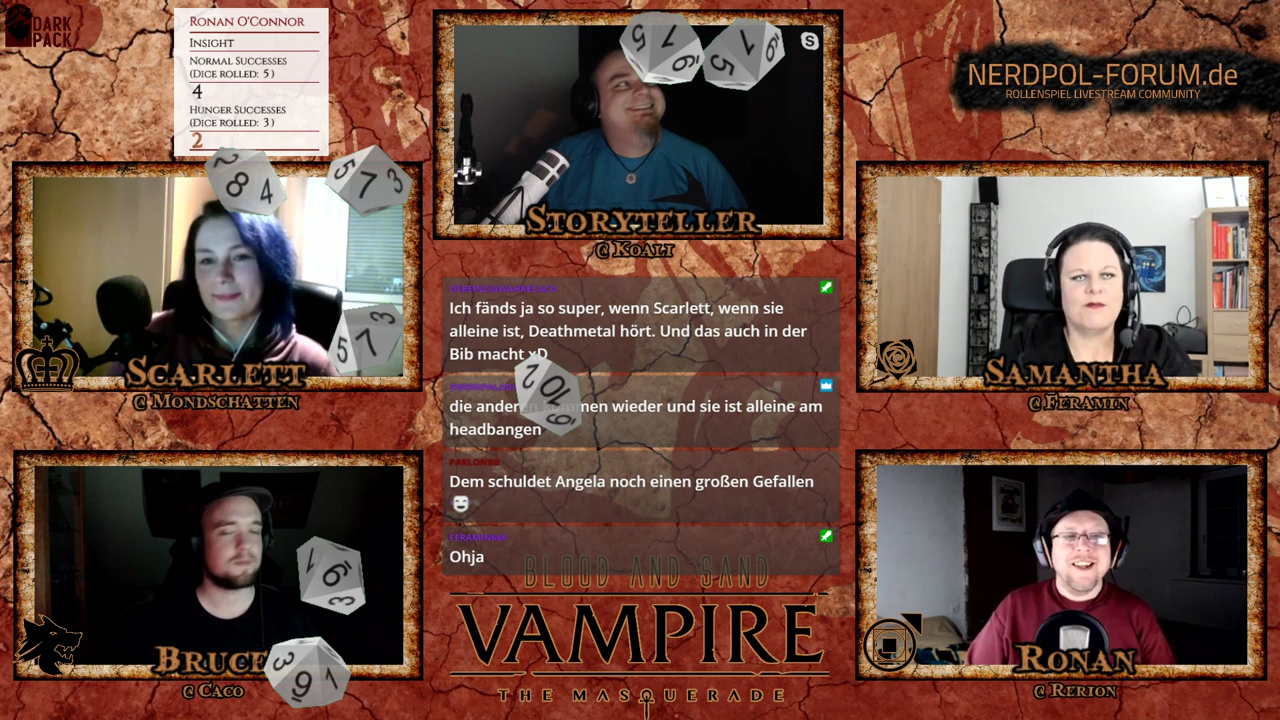 DARK
PACK
RONAN O'CONNOR
INSIGHT
NORMAL SUCCESSES
(DICE ROLLED: 5)
4
HUNGER SUCCESSES
(DICE ROLLED: 3)
2
NERDPOL-FORUM.de
ROLLENSPIEL LIVESTREAM COMMUNITY
STORYTELLER
@ KOALI
SCARLETT
@ MONDSCHATTEN
SAMANTHA
@ FERAMIN
Ich fänds ja so super, wenn Scarlett, wenn sie
alleine ist, Deathmetal hört. Und das auch in der
Bib macht xD
die anderen kommen wieder und sie ist alleine am
headbangen
Dem schuldet Angela noch einen großen Gefallen
Ohja
BRUCE
@ CACO
RONAN
@ RERION
BLOOD AND SAND
VAMPIRE
THE MASQUERADE